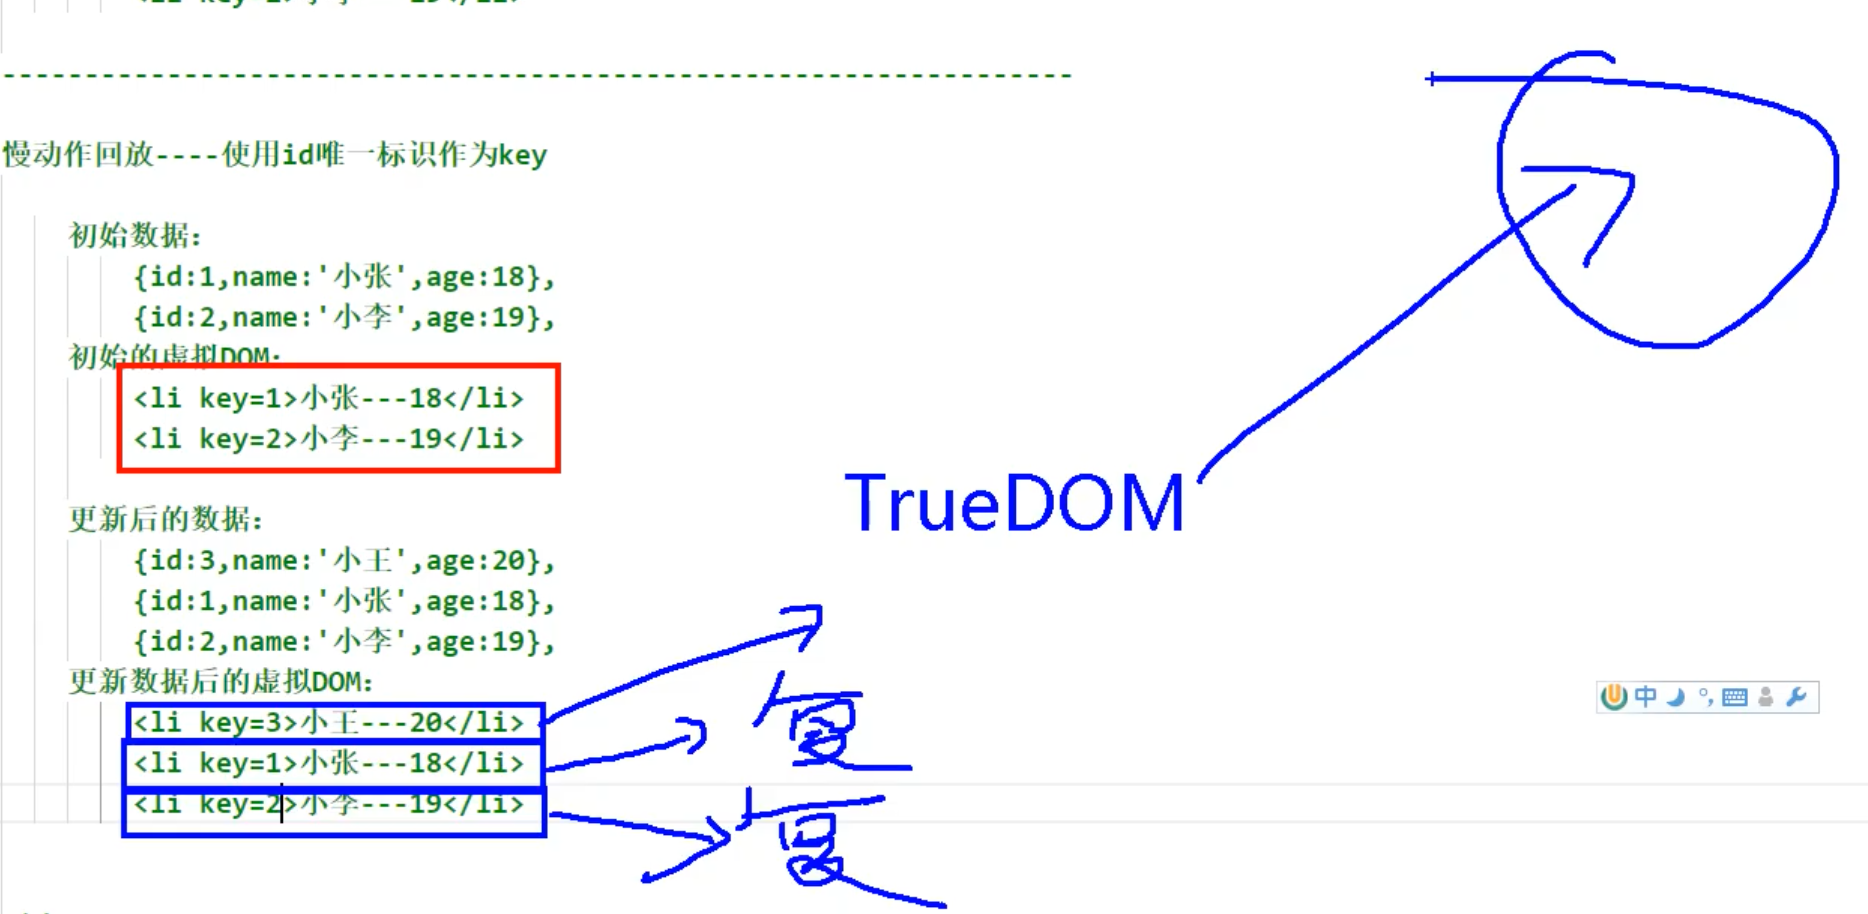 慢动作回放----使用id唯一标识作为key
初始数据：
{id:1,name:'小张',age:18},
{id:2,name:'小李',age:19},
初始的虚拟DOM：
<li key=1>小张---18</li>
<li key=2>小李---19</li>
TrueDOM
更新后的数据：
{id:3,name:'小王',age:20},
{id:1,name:'小张',age:18},
{id:2,name:'小李',age:19},
更新数据后的虚拟DOM：
<li key=3>小王---20</li>
复
<li key=1>小张---18</li>
<li key=2>小李---19</li>
复
中